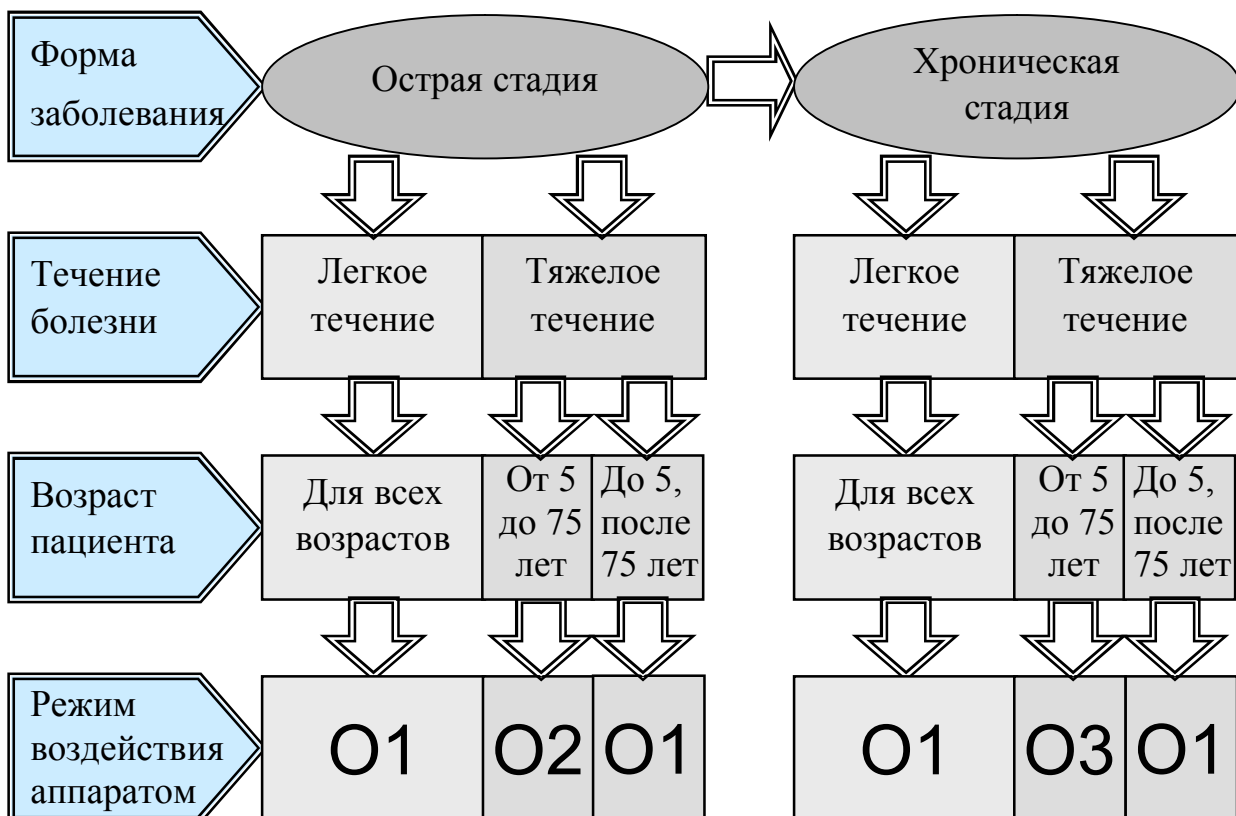 Форма
заболевания
Острая стадия
Хроническая
стадия
Течение
болезни
Легкое
течение
Тяжелое
течение
Легкое
течение
Тяжелое
течение
Возраст
пациента
Для всех
возрастов
От 5
до 75
лет
До 5,
после
75 лет
Для всех
возрастов
От 5
до 75
лет
До 5,
после
75 лет
Режим
воздействия
аппаратом
О1
О2
О1
О1
О3
О1